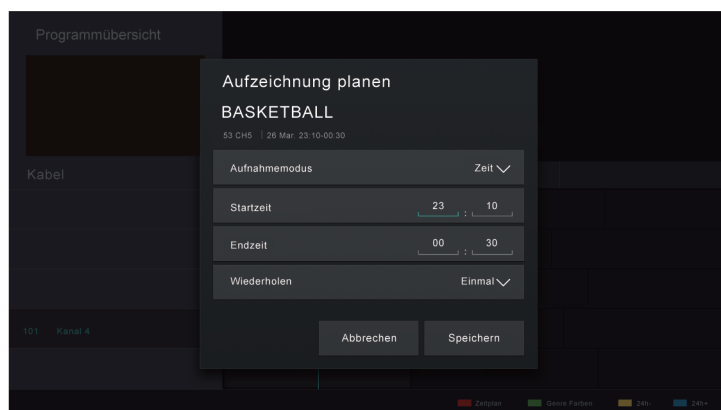 Programmübersicht
Aufzeichnung planen
BASKETBALL
53 CH5 | 26 Mar. 23:10-00:30
Kabel
Aufnahmemodus Zeit
Startzeit 23 : 10
Endzeit 00 : 30
Wiederholen Einmal
101 Kanal 4
Abbrechen Speichern
Zeitplan Genre Farben 24h- 24h+